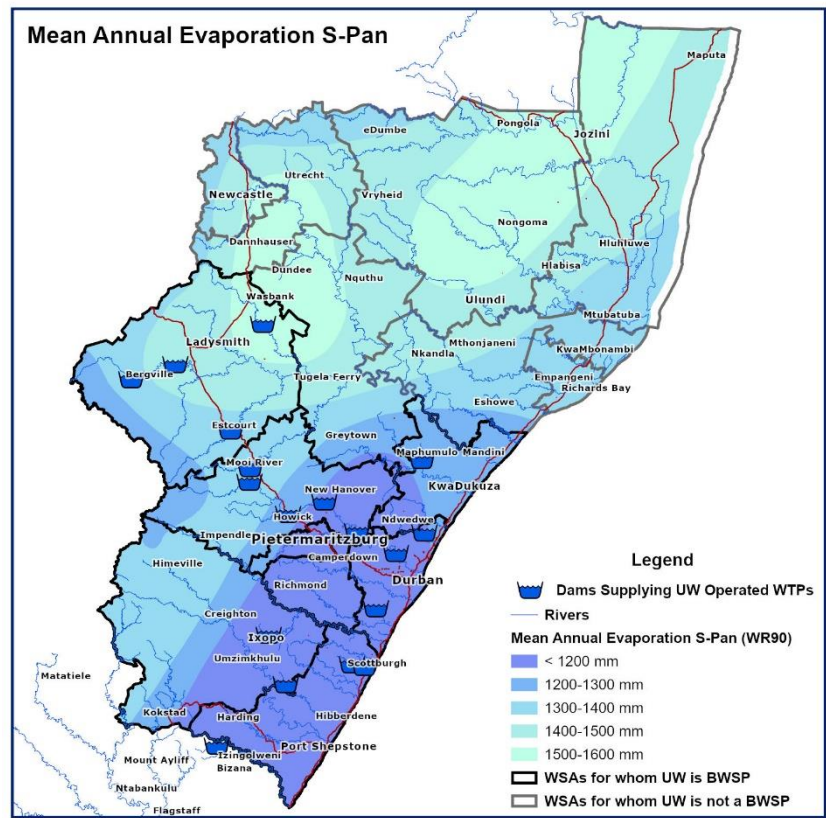 Mean Annual Evaporation S-Pan
Maputa
Pongola
Jozini
eDumbe
Utrecht
Newcastle
Vryheid
Nongoma
Dannhauser
Hluhluwe
Dundee
Nquthu
Hlabisa
Wasbank
Ulundi
Mtubatuba
Ladysmith
Mthonjaneni
Nkandla
KwaMbonambi
Bergville
Tugela Ferry
Empangeni
Richards Bay
Eshowe
Estcourt
Greytown
Maphumulo
Mandini
Mooi River
New Hanover
KwaDukuza
Howick
Ndwedwe
Impendle
Pietermaritzburg
Camperdown
Himeville
Durban
Richmond
Creighton
Ixopo
Umzimkhulu
Scottburgh
Matatiele
Kokstad
Harding
Hibberdene
Port Shepstone
Izingolweni
Mount Ayliff
Bizana
Ntabankulu
Flagstaff
Legend
Dams Supplying UW Operated WTPs
Rivers
Mean Annual Evaporation S-Pan (WR90)
< 1200 mm
1200-1300 mm
1300-1400 mm
1400-1500 mm
1500-1600 mm
WSAs for whom UW is BWSP
WSAs for whom UW is not a BWSP